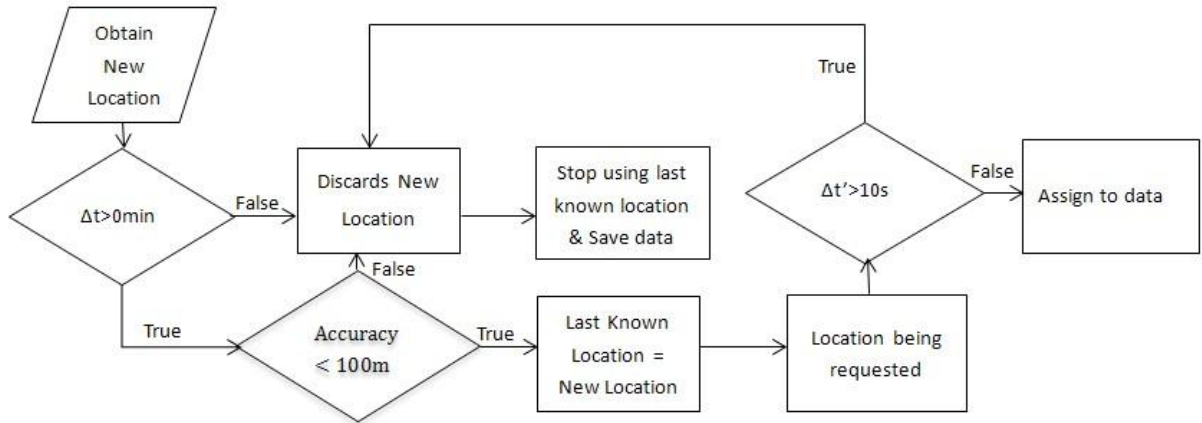 Obtain
New
Location
Δt>0min
False
True
Discards New
Location
Stop using last
known location
& Save data
False
Accuracy
< 100m
True
Last Known
Location =
New Location
Location being
requested
Δt’>10s
True
False
Assign to data